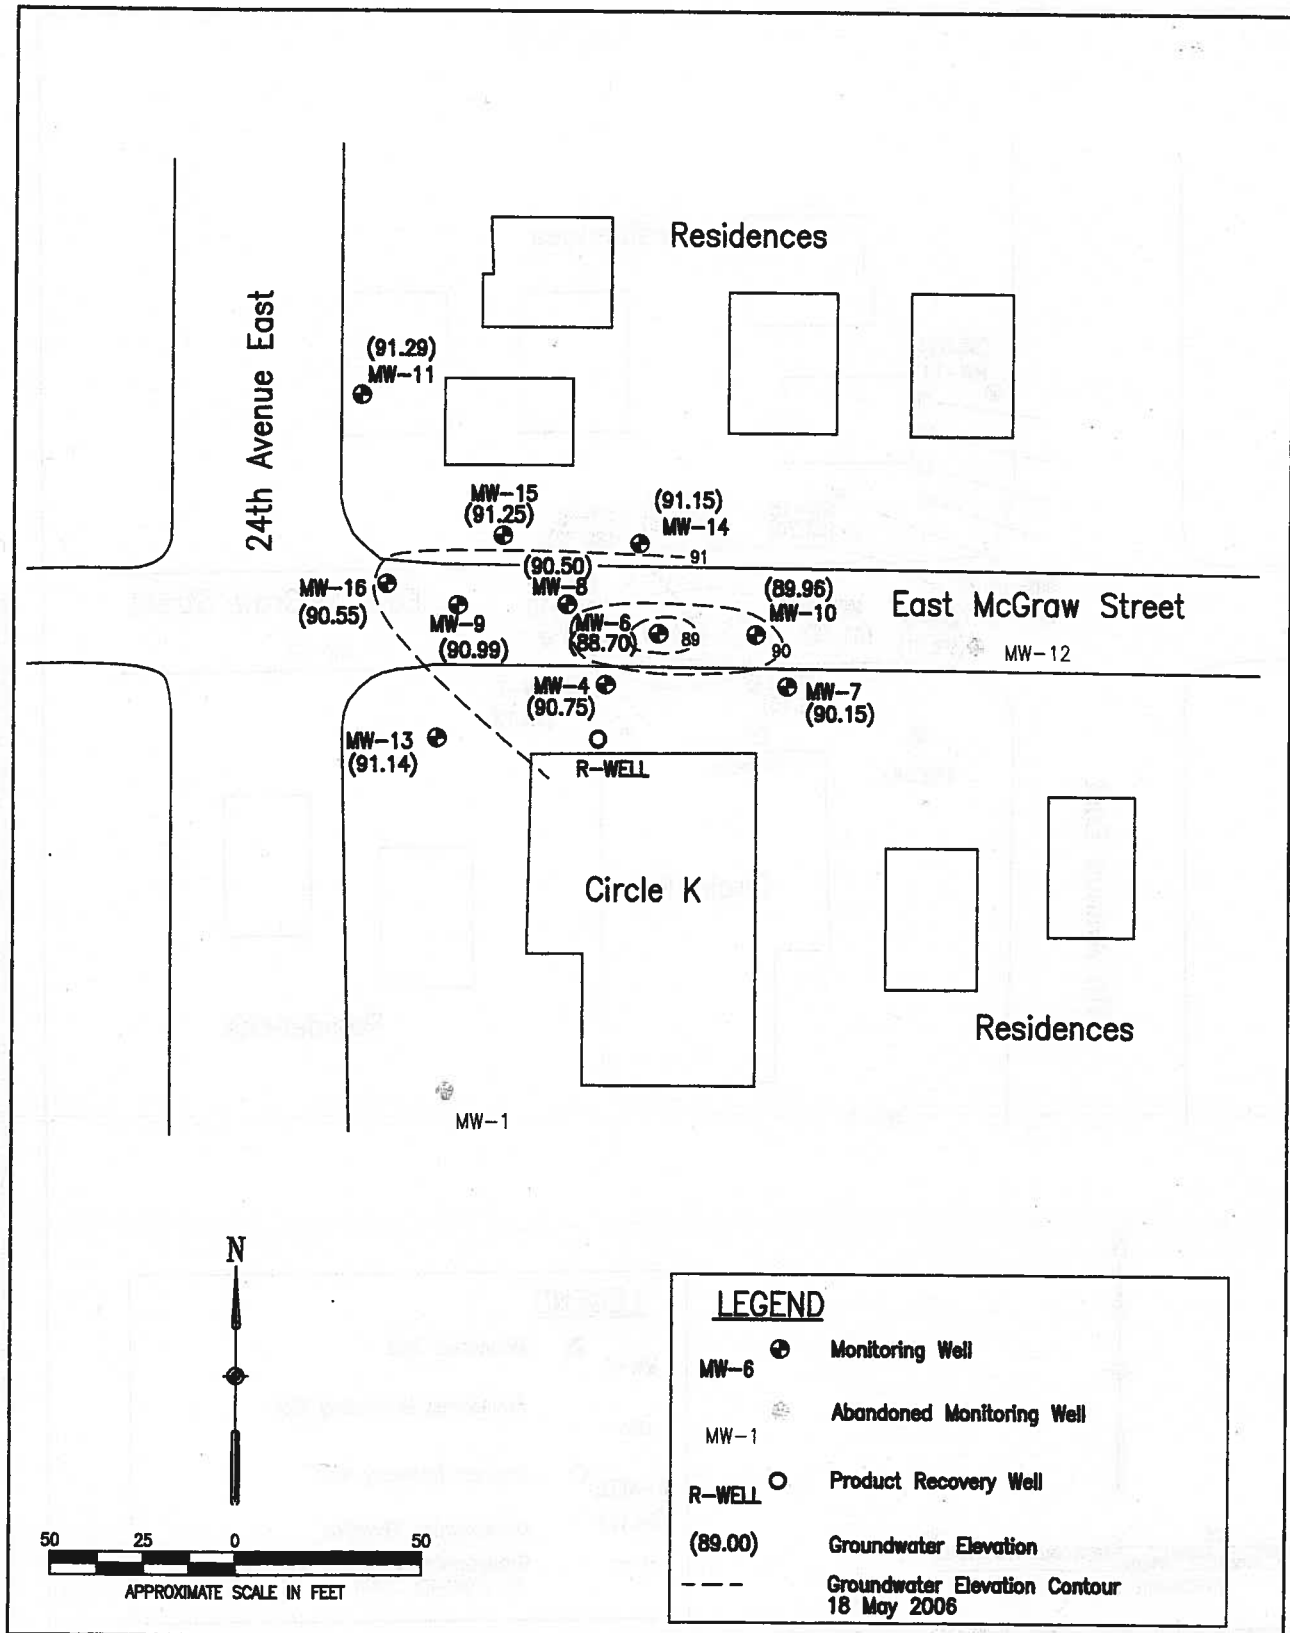 Residences
24th Avenue East
(91.29)
MW-11
MW-15
(91.25)
(91.15)
MW-14
91
(90.50)
MW-8
MW-16
(90.55)
MW-9
(90.99)
MW-6
(88.70)
89
(89.96)
MW-10
90
East McGraw Street
MW-12
MW-4
(90.75)
MW-7
(90.15)
MW-13
(91.14)
R-WELL
Circle K
Residences
MW-1
N
50 25 0 50
APPROXIMATE SCALE IN FEET
LEGEND
MW-6 Monitoring Well
MW-1 Abandoned Monitoring Well
R-WELL Product Recovery Well
(89.00) Groundwater Elevation
Groundwater Elevation Contour
18 May 2006